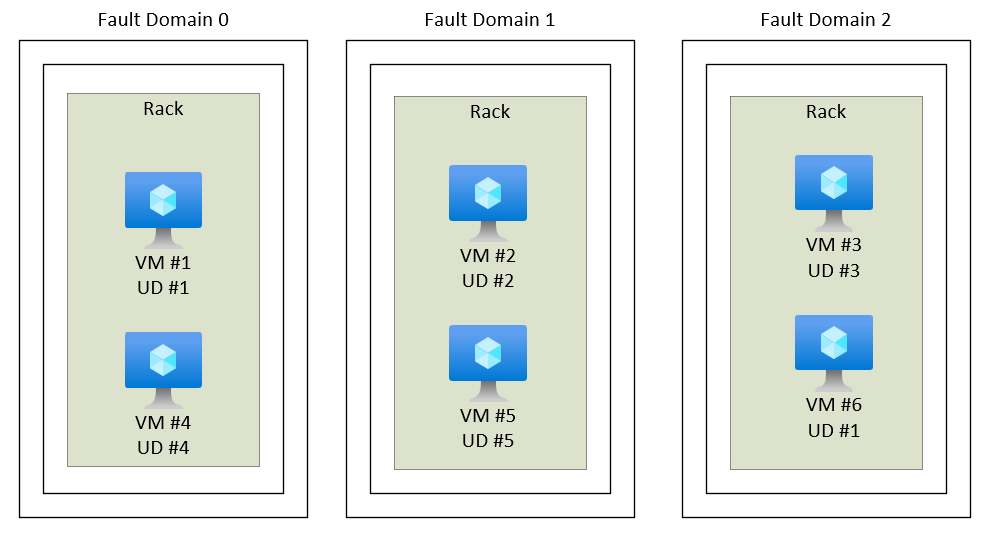 Fault Domain 0
Rack
VM #1
UD #1
VM #4
UD #4
Fault Domain 1
Rack
VM #2
UD #2
VM #5
UD #5
Fault Domain 2
Rack
VM #3
UD #3
VM #6
UD #1